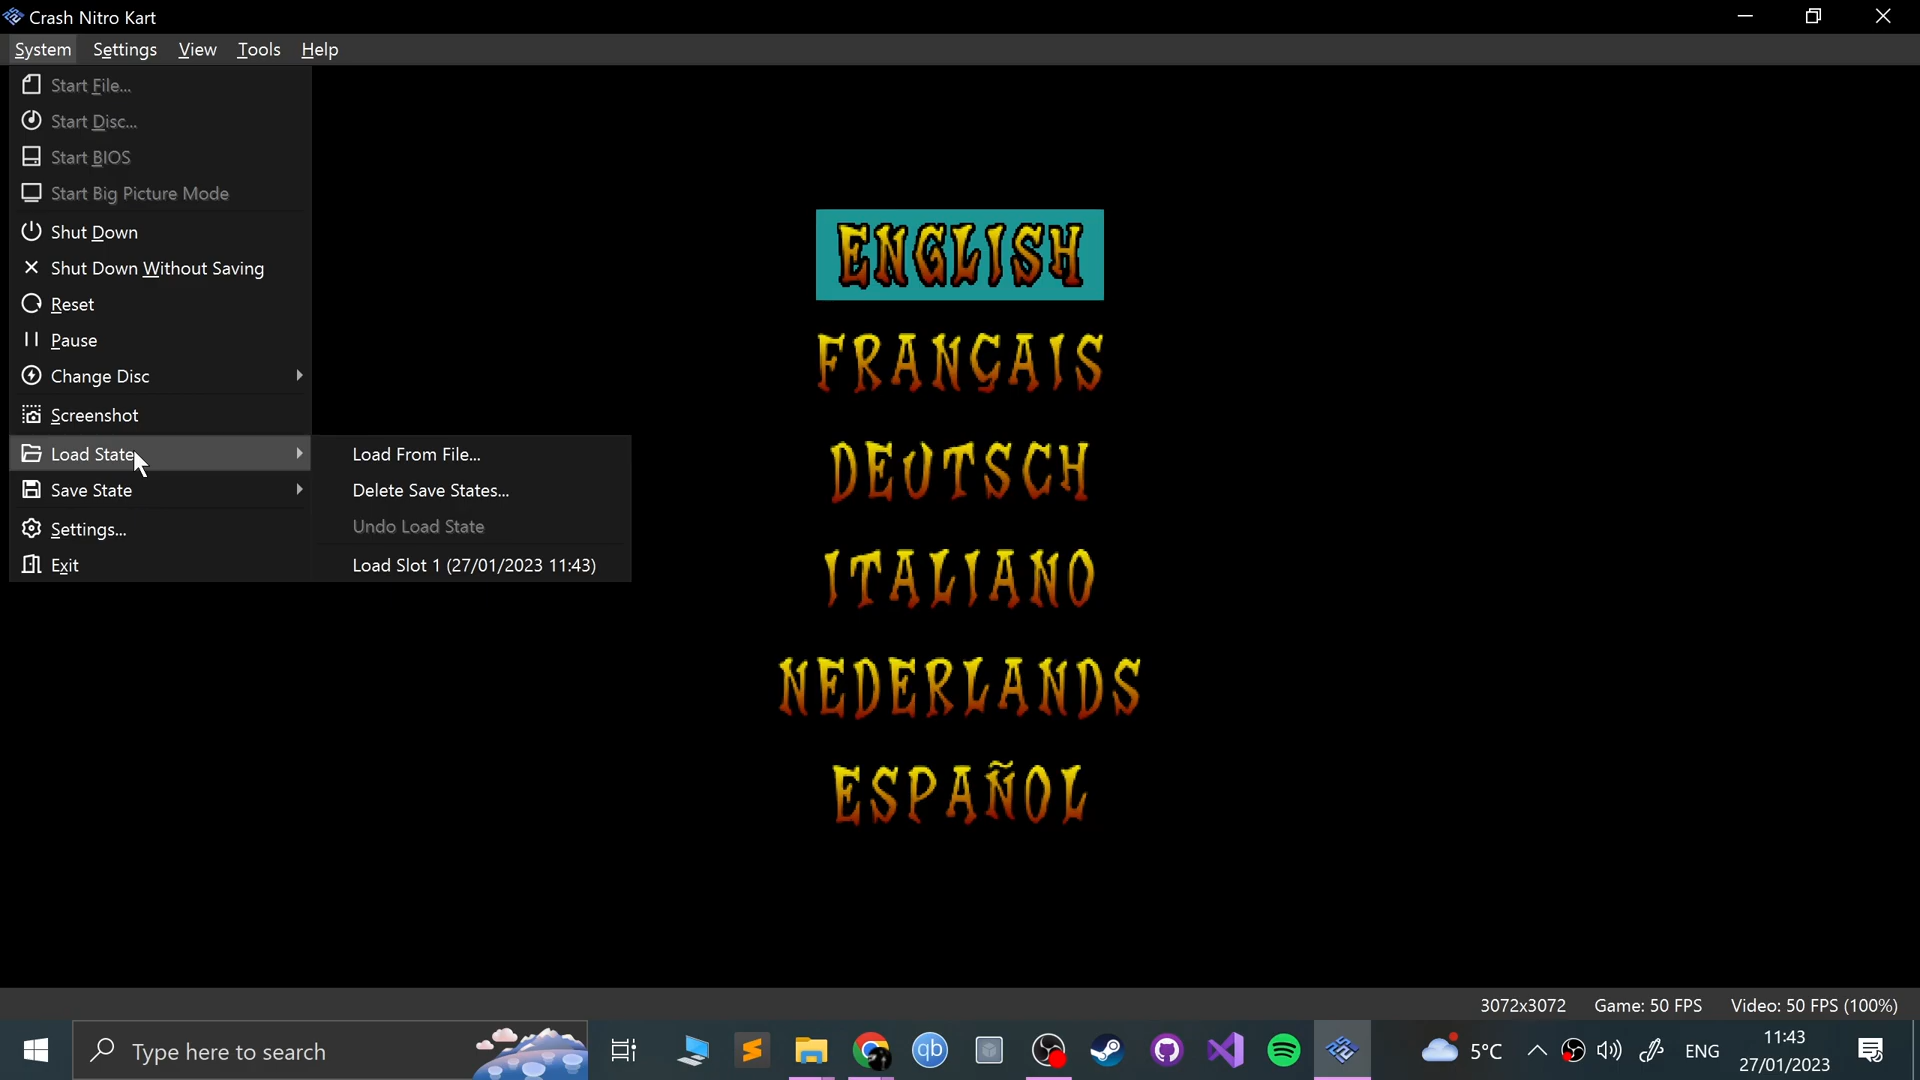 Crash Nitro Kart
System Settings View Tools Help
Start File...
Start Disc...
Start BIOS
Start Big Picture Mode
Shut Down
Shut Down Without Saving
Reset
Pause
Change Disc
Screenshot
Load State
Save State
Settings...
Exit
Load From File...
Delete Save States...
Undo Load State
Load Slot 1 (27/01/2023 11:43)
ENGLISH
FRANÇAIS
DEUTSCH
ITALIANO
NEDERLANDS
ESPAÑOL
3072x3072 Game: 50 FPS Video: 50 FPS (100%)
Type here to search
qb
5°C
ENG
11:43
27/01/2023